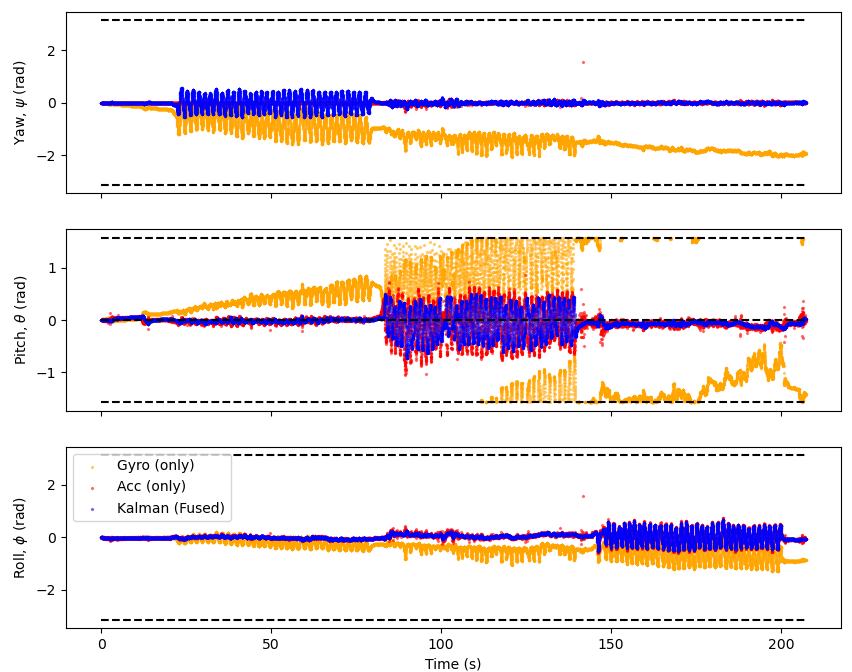 Yaw, ψ (rad)
2
0
−2
Pitch, θ (rad)
1
0
−1
Roll, ϕ (rad)
2
0
−2
Gyro (only)
Acc (only)
Kalman (Fused)
0
50
100
150
200
Time (s)